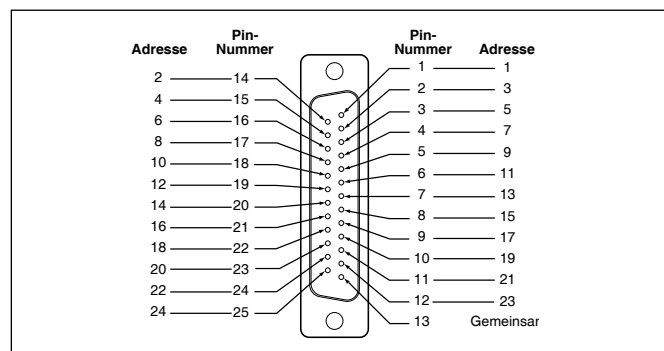 Adresse Pin-Nummer Pin-Nummer Adresse
2 14 1 1
4 15 2 3
6 16 3 5
8 17 4 7
10 18 5 9
12 19 6 11
14 20 7 13
16 21 8 15
18 22 9 17
20 23 10 19
22 24 11 21
24 25 12 23
13 Gemeinsar